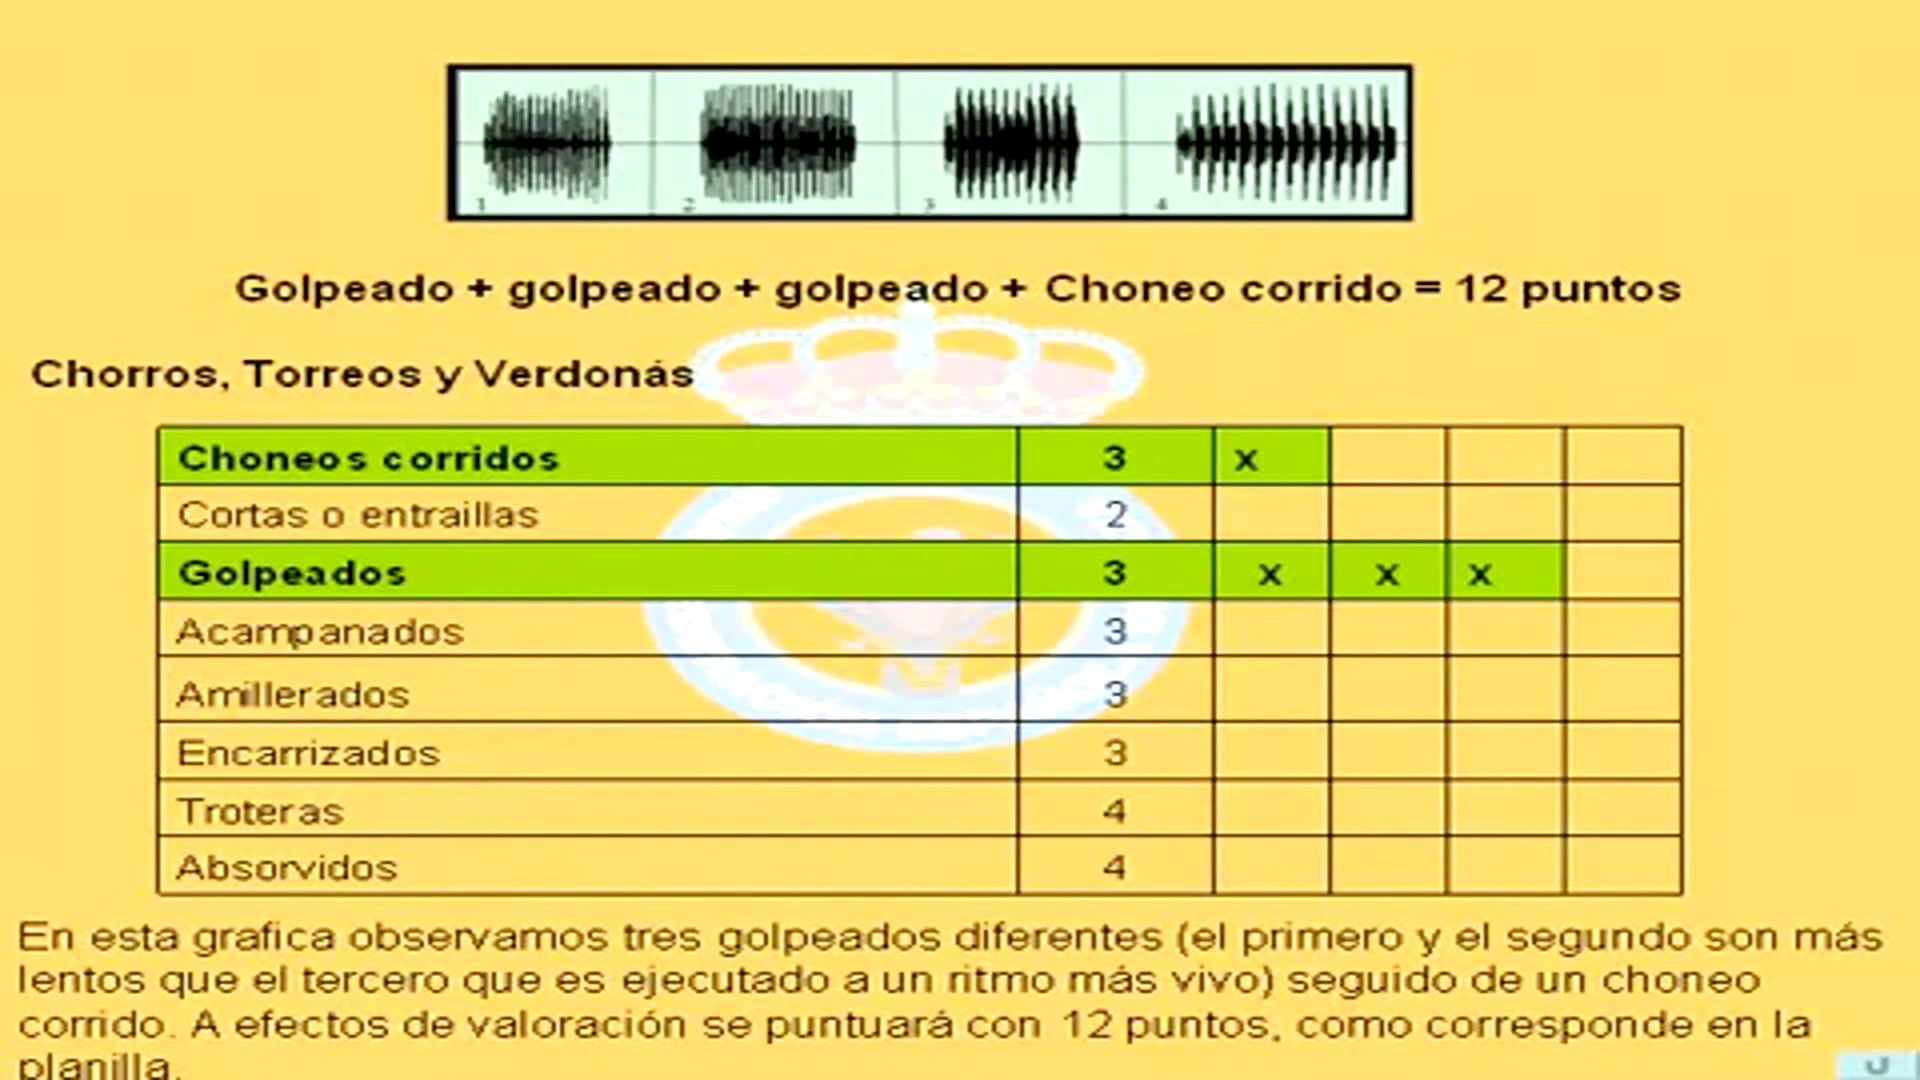 1 2 3 4
Golpeado + golpeado + golpeado + Choneo corrido = 12 puntos
Chorros, Torreos y Verdonás
Choneos corridos 3 x
Cortas o entraillas 2
Golpeados 3 x x x
Acampanados 3
Amillerados 3
Encarrizados 3
Troteras 4
Absorvidos 4
En esta grafica observamos tres golpeados diferentes (el primero y el segundo son más
lentos que el tercero que es ejecutado a un ritmo más vivo) seguido de un choneo
corrido. A efectos de valoración se puntuará con 12 puntos, como corresponde en la
planilla.